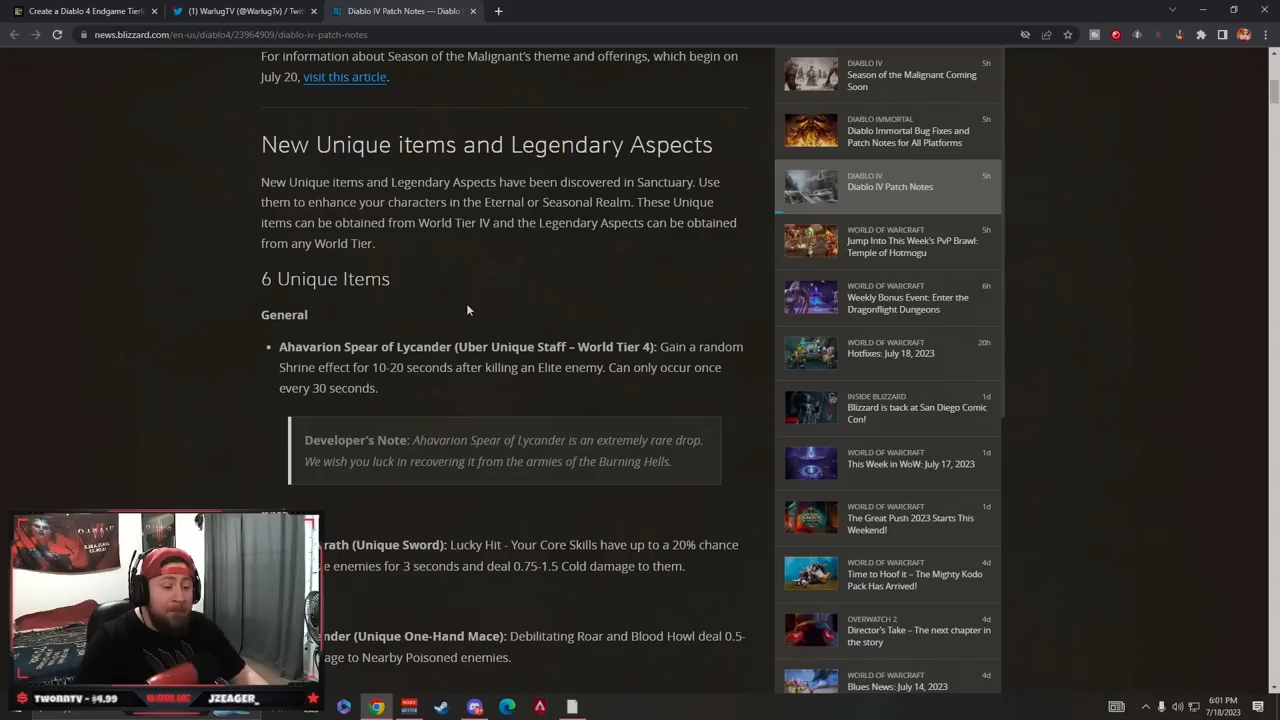 Create a Diablo 4 Endgame Tierli
(1) WarlugTV (@WarlugTV) / Twitt
Diablo IV Patch Notes — Diablo
news.blizzard.com/en-us/diablo4/23964909/diablo-iv-patch-notes
For information about Season of the Malignant's theme and offerings, which begin on
July 20, visit this article.
New Unique items and Legendary Aspects
New Unique items and Legendary Aspects have been discovered in Sanctuary. Use
them to enhance your characters in the Eternal or Seasonal Realm. These Unique
items can be obtained from World Tier IV and the Legendary Aspects can be obtained
from any World Tier.
6 Unique Items
General
• Ahavarion Spear of Lycander (Uber Unique Staff – World Tier 4): Gain a random
Shrine effect for 10-20 seconds after killing an Elite enemy. Can only occur once
every 30 seconds.
Developer's Note: Ahavarion Spear of Lycander is an extremely rare drop.
We wish you luck in recovering it from the armies of the Burning Hells.
rath (Unique Sword): Lucky Hit - Your Core Skills have up to a 20% chance
e enemies for 3 seconds and deal 0.75-1.5 Cold damage to them.
nder (Unique One-Hand Mace): Debilitating Roar and Blood Howl deal 0.5-
age to Nearby Poisoned enemies.
DIABLO IV 5h
Season of the Malignant Coming
Soon
DIABLO IMMORTAL 5h
Diablo Immortal Bug Fixes and
Patch Notes for All Platforms
DIABLO IV 5h
Diablo IV Patch Notes
WORLD OF WARCRAFT 5h
Jump Into This Week's PvP Brawl:
Temple of Hotmogu
WORLD OF WARCRAFT 6h
Weekly Bonus Event: Enter the
Dragonflight Dungeons
WORLD OF WARCRAFT 20h
Hotfixes: July 18, 2023
INSIDE BLIZZARD 1d
Blizzard is back at San Diego Comic
Con!
WORLD OF WARCRAFT 1d
This Week in WoW: July 17, 2023
WORLD OF WARCRAFT 1d
The Great Push 2023 Starts This
Weekend!
WORLD OF WARCRAFT 4d
Time to Hoof it – The Mighty Kodo
Pack Has Arrived!
OVERWATCH 2 4d
Director's Take – The next chapter in
the story
WORLD OF WARCRAFT 4d
Blues News: July 14, 2023
TWONNTV - $4.99 WARLUG JZEAGER_
6:01 PM
7/18/2023